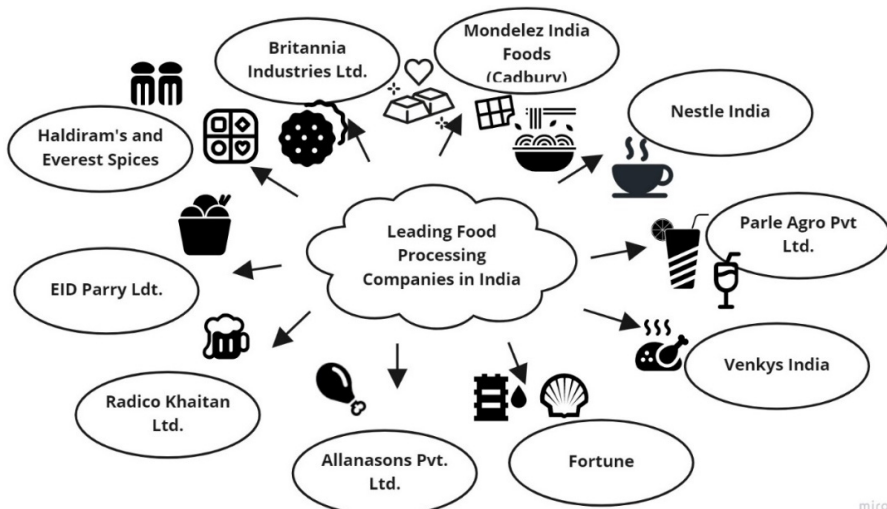 Britannia
Industries Ltd.
Mondelez India
Foods
(Cadbury)
Nestle India
Haldiram's and
Everest Spices
Parle Agro Pvt
Ltd.
Leading Food
Processing
Companies in India
EID Parry Ldt.
Venkys India
Radico Khaitan
Ltd.
Allanasons Pvt.
Ltd.
Fortune
miro